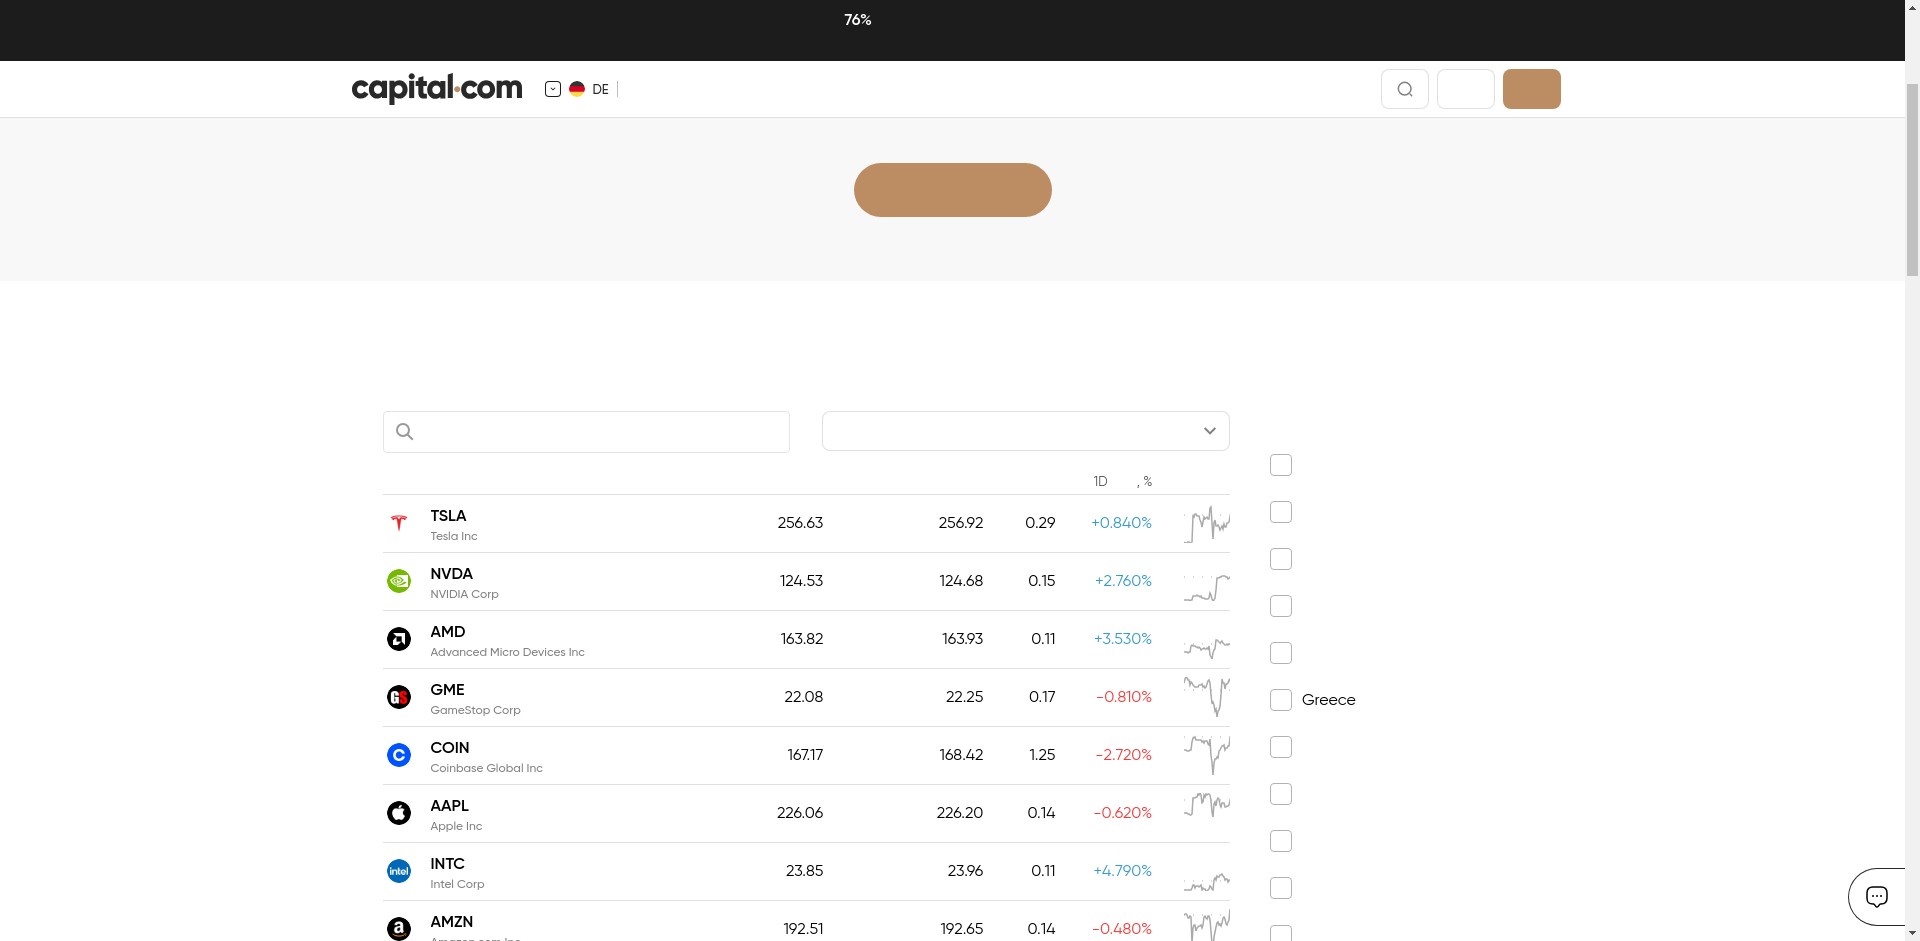 76%
capital.com
DE
1D , %
TSLA 256.63 256.92 0.29 +0.840%
Tesla Inc
NVDA 124.53 124.68 0.15 +2.760%
NVIDIA Corp
AMD 163.82 163.93 0.11 +3.530%
Advanced Micro Devices Inc
GME 22.08 22.25 0.17 -0.810%
GameStop Corp
Greece
COIN 167.17 168.42 1.25 -2.720%
Coinbase Global Inc
AAPL 226.06 226.20 0.14 -0.620%
Apple Inc
intel INTC 23.85 23.96 0.11 +4.790%
Intel Corp
AMZN 192.51 192.65 0.14 -0.480%